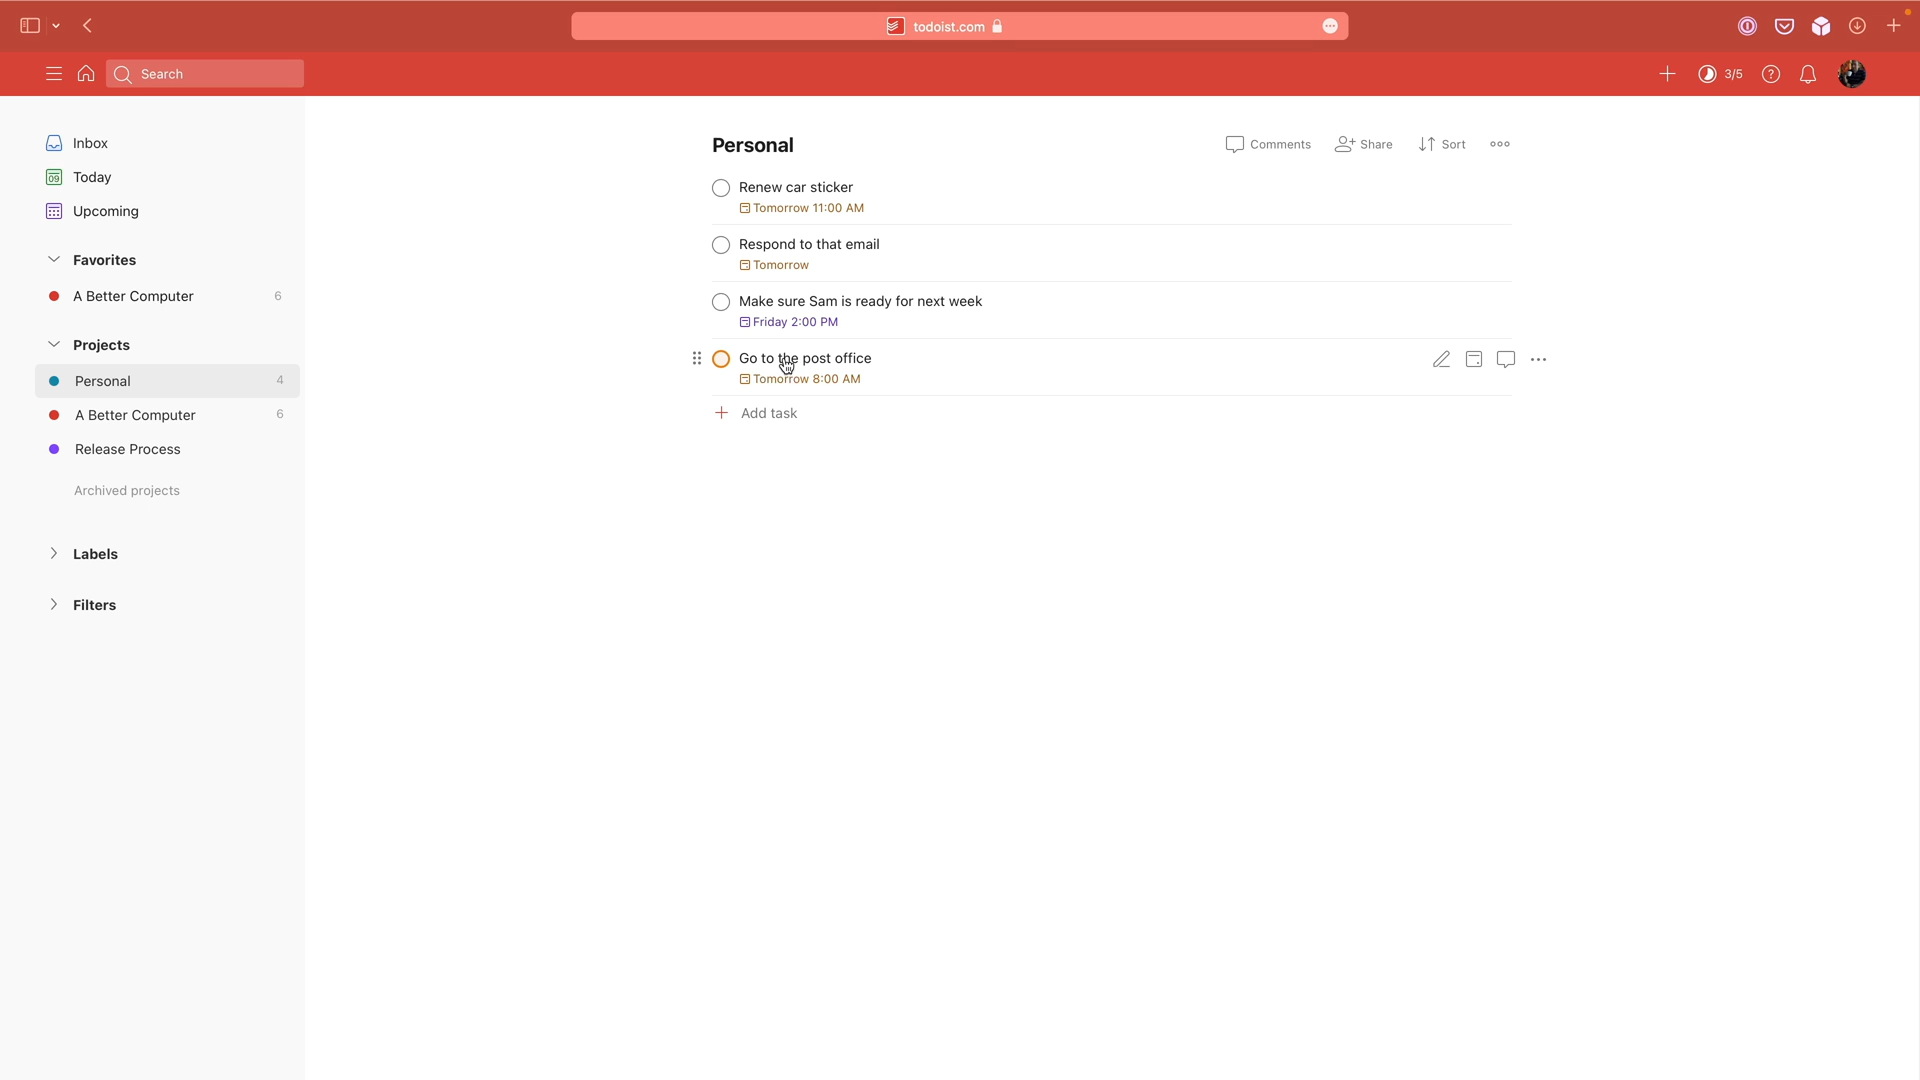 todoist.com
Search
3/5
Inbox
09 Today
Upcoming
Favorites
A Better Computer 6
Projects
Personal 4
A Better Computer 6
Release Process
Archived projects
Labels
Filters
Personal
Comments Share Sort
Renew car sticker
Tomorrow 11:00 AM
Respond to that email
Tomorrow
Make sure Sam is ready for next week
Friday 2:00 PM
Go to the post office
Tomorrow 8:00 AM
Add task